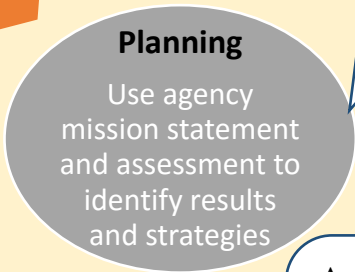 Planning
Use agency
mission statement
and assessment to
identify results
and strategies